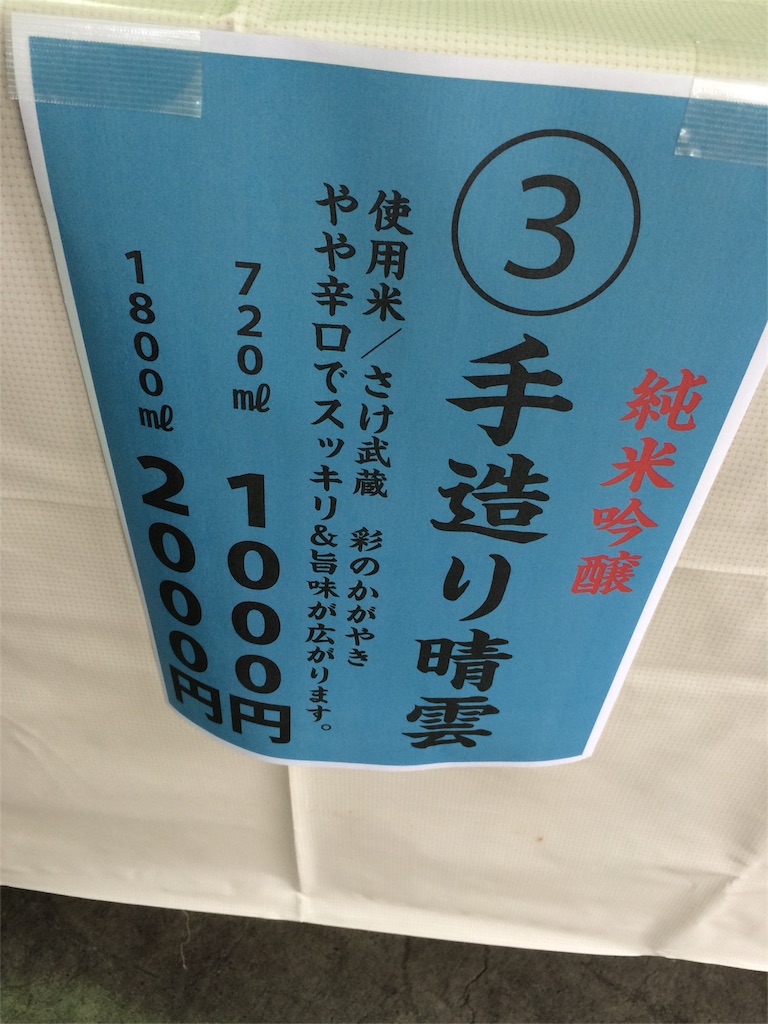 純米吟醸
③手造り晴雲
使用米/さけ武蔵 彩のかがやき
やや辛口でスッキリ&旨味が広がります。
720㎖ 1000円
1800㎖ 2000円